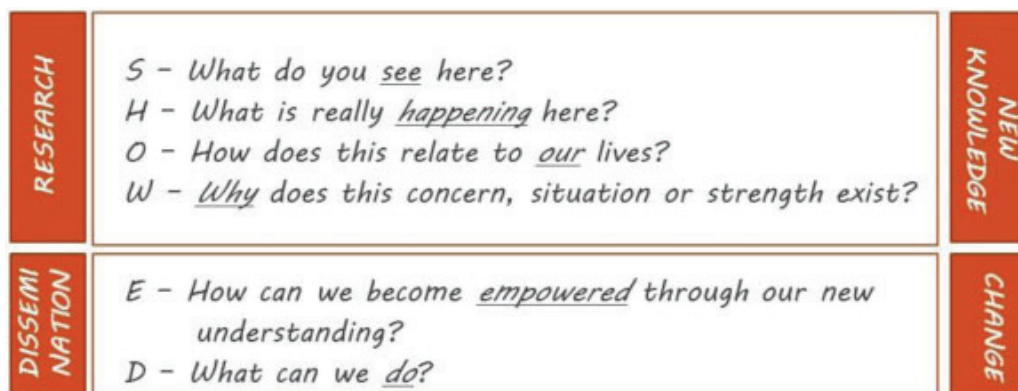 RESEARCH
S – What do you see here?
H – What is really happening here?
O – How does this relate to our lives?
W – Why does this concern, situation or strength exist?
NEW
KNOWLEDGE
DISSEMI
NATION
E – How can we become empowered through our new
understanding?
D – What can we do?
CHANGE